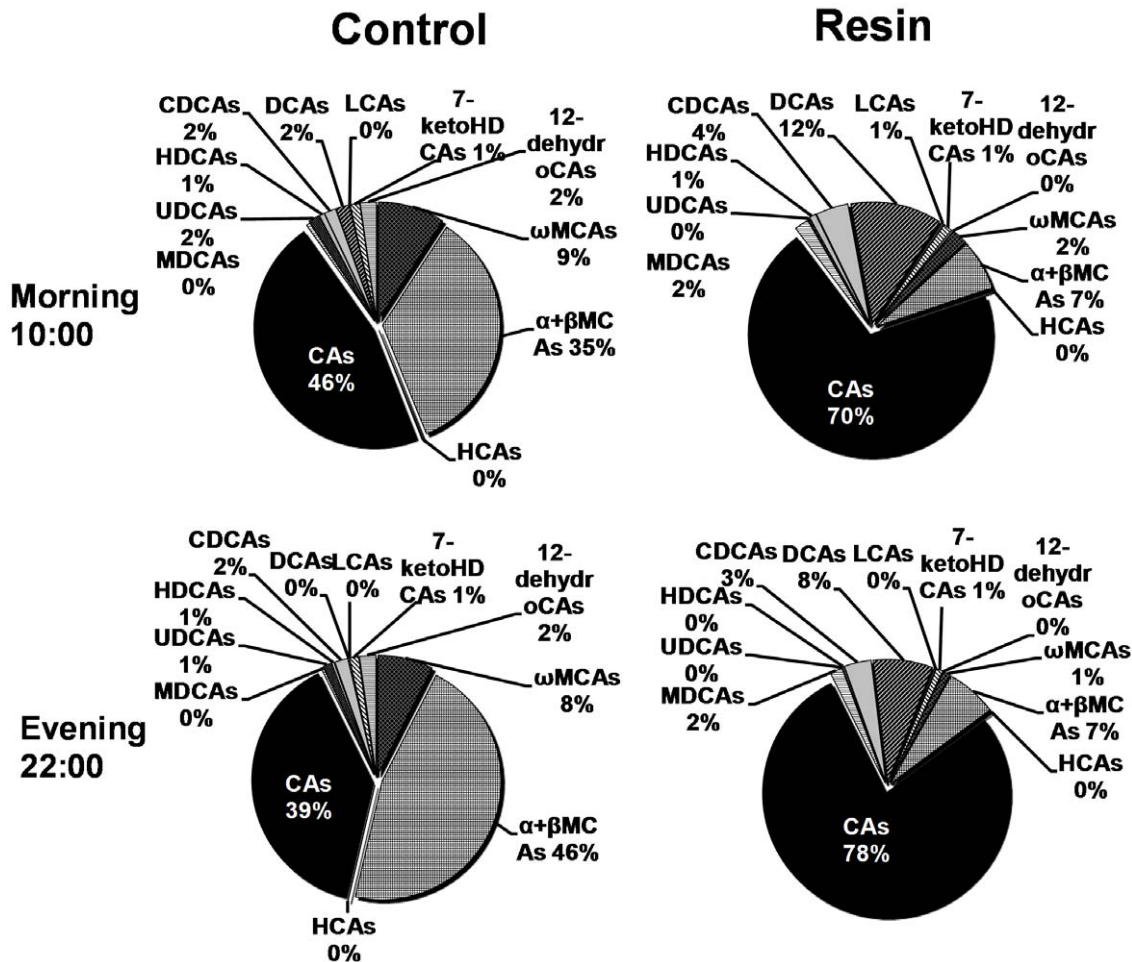 Control
Resin
Morning
10:00
CDCAs
2%
DCAs
2%
LCAs
0%
7-
ketoHD
CAs 1%
12-
dehydr
oCAs
2%
HDCAs
1%
UDCAs
2%
MDCAs
0%
ωMCAs
9%
α+βMC
As 35%
CAs
46%
HCAs
0%
CDCAs
4%
DCAs
12%
LCAs
1%
7-
ketoHD
CAs 1%
12-
dehydr
oCAs
0%
HDCAs
1%
UDCAs
0%
MDCAs
2%
ωMCAs
2%
α+βMC
As 7%
HCAs
0%
CAs
70%
Evening
22:00
CDCAs
2%
DCAs
0%
LCAs
0%
7-
ketoHD
CAs 1%
12-
dehydr
oCAs
2%
HDCAs
1%
UDCAs
1%
MDCAs
0%
ωMCAs
8%
CAs
39%
α+βMC
As 46%
HCAs
0%
CDCAs
3%
DCAs
8%
LCAs
0%
7-
ketoHD
CAs 1%
12-
dehydr
oCAs
0%
HDCAs
0%
UDCAs
0%
MDCAs
2%
ωMCAs
1%
α+βMC
As 7%
HCAs
0%
CAs
78%